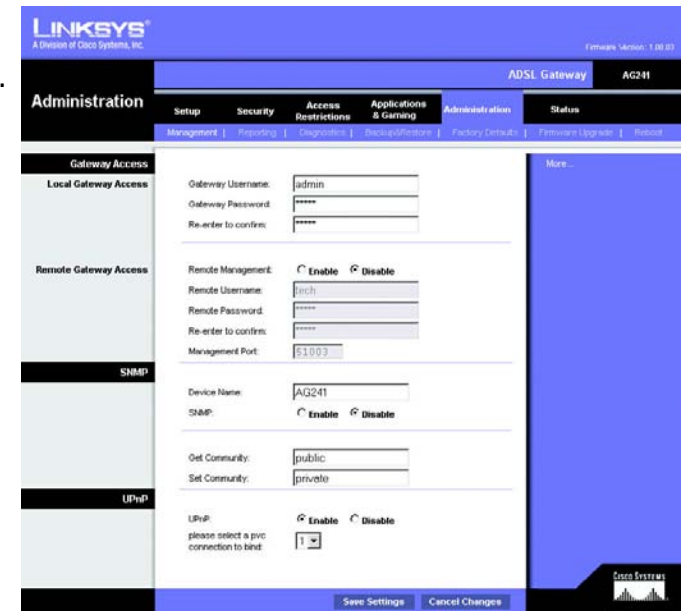 LINKSYS®
A Division of Cisco Systems, Inc.
Firmware Version: 1.00.03
ADSL Gateway AG241
Administration
Setup Security Access Restrictions Applications & Gaming Administration Status
Management | Reporting | Diagnostics | Backup&Restore | Factory Defaults | Firmware Upgrade | Reboot
Gateway Access
More...
Local Gateway Access
Gateway Username: admin
Gateway Password: *****
Re-enter to confirm: *****
Remote Gateway Access
Remote Management: Enable Disable
Remote Username: tech
Remote Password: *****
Re-enter to confirm: *****
Management Port: 51003
SNMP
Device Name: AG241
SNMP: Enable Disable
Get Community: public
Set Community: private
UPnP
UPnP: Enable Disable
please select a pvc
connection to bind: 1
Save Settings Cancel Changes
CISCO SYSTEMS